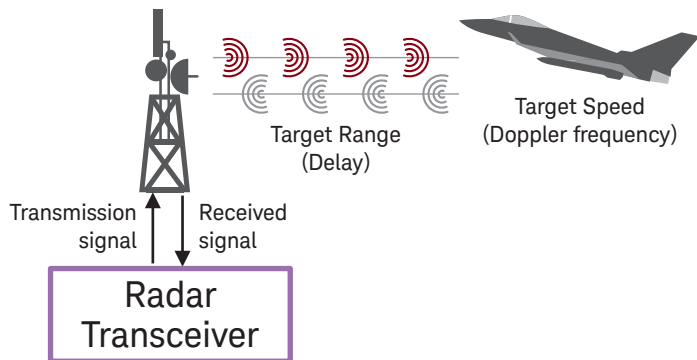 Target Range
(Delay)
Target Speed
(Doppler frequency)
Transmission
signal
Received
signal
Radar
Transceiver